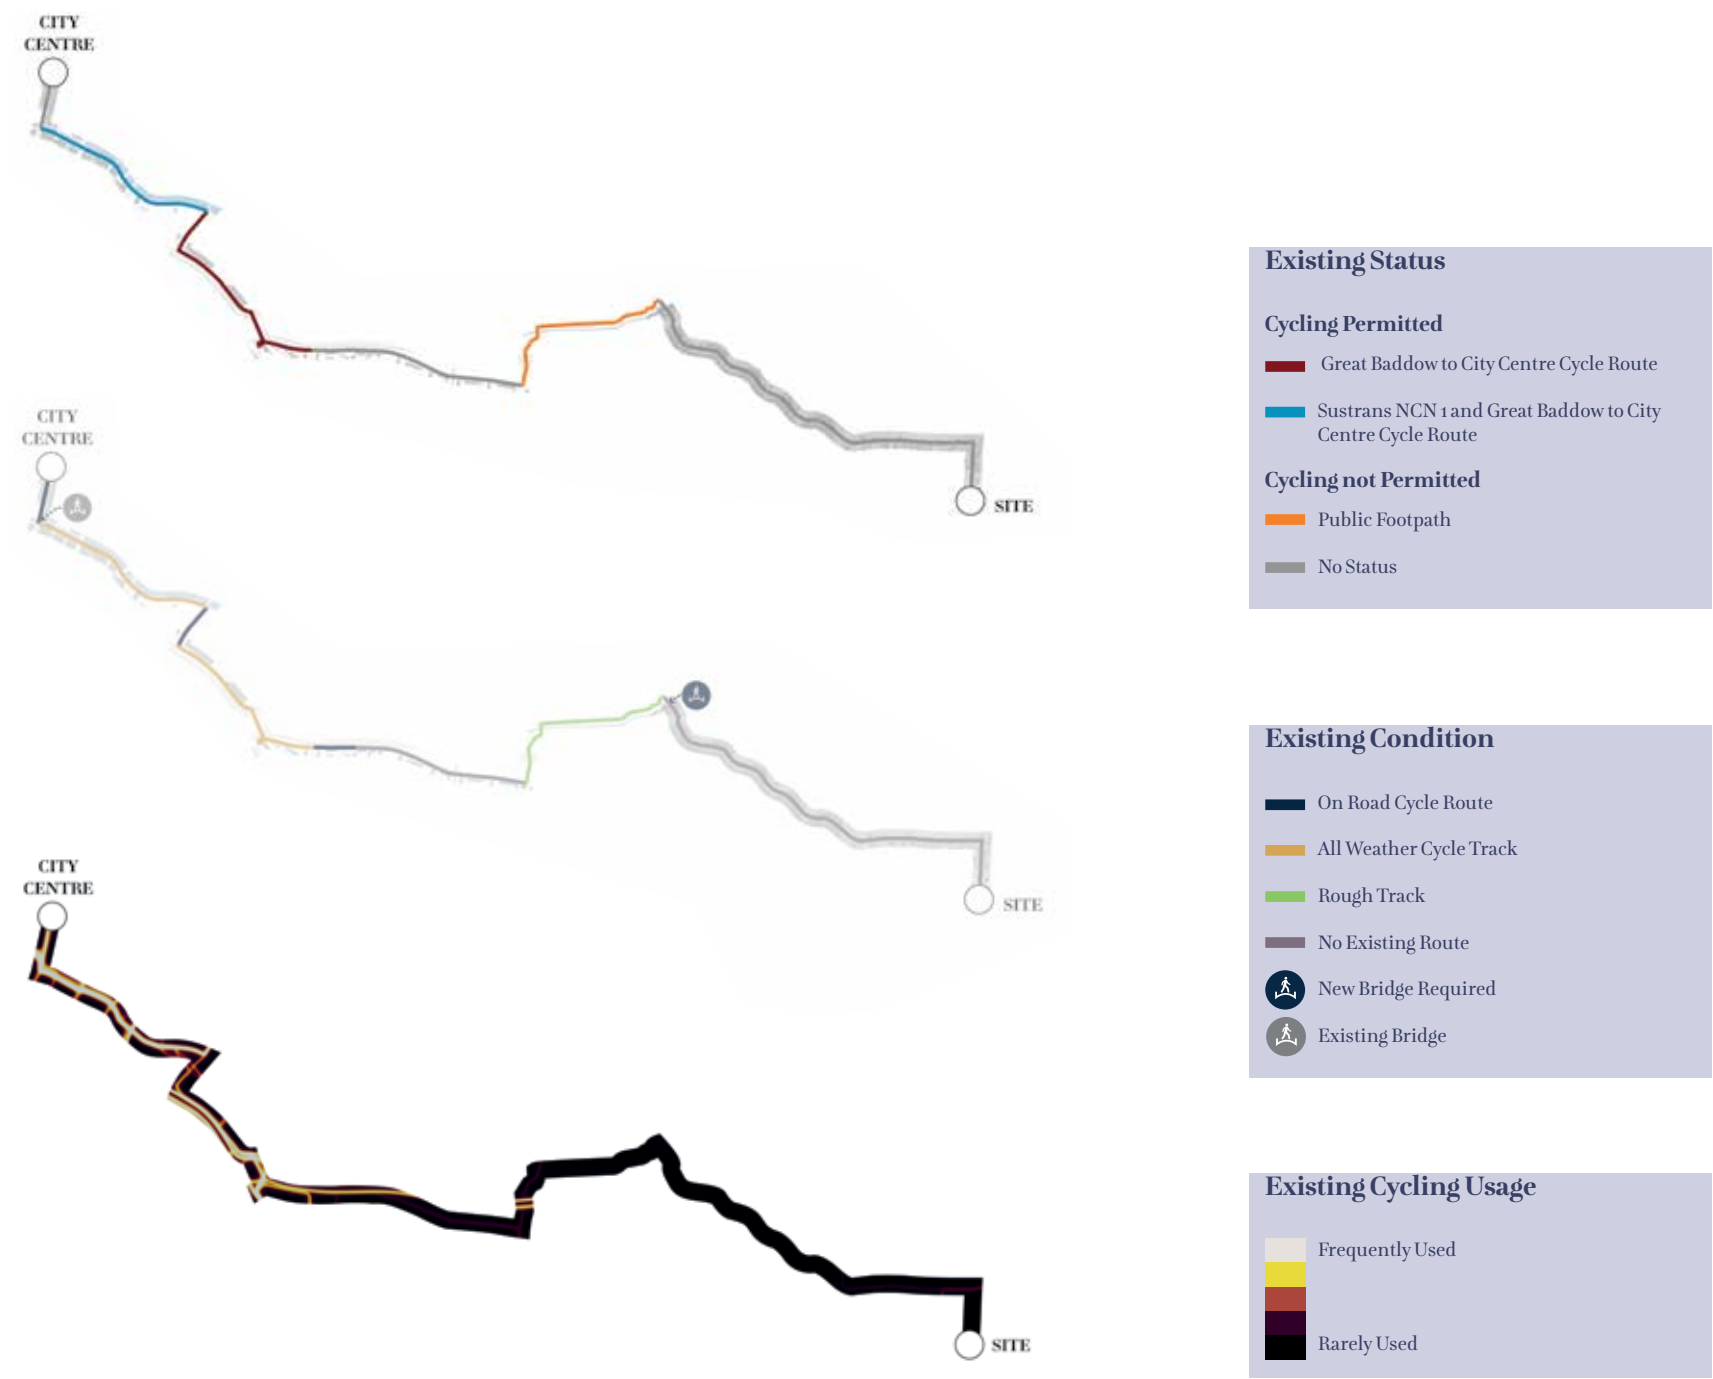 CITY
CENTRE
SITE
CITY
CENTRE
SITE
CITY
CENTRE
SITE
Existing Status
Cycling Permitted
Great Baddow to City Centre Cycle Route
Sustrans NCN 1 and Great Baddow to City
Centre Cycle Route
Cycling not Permitted
Public Footpath
No Status
Existing Condition
On Road Cycle Route
All Weather Cycle Track
Rough Track
No Existing Route
New Bridge Required
Existing Bridge
Existing Cycling Usage
Frequently Used
Rarely Used